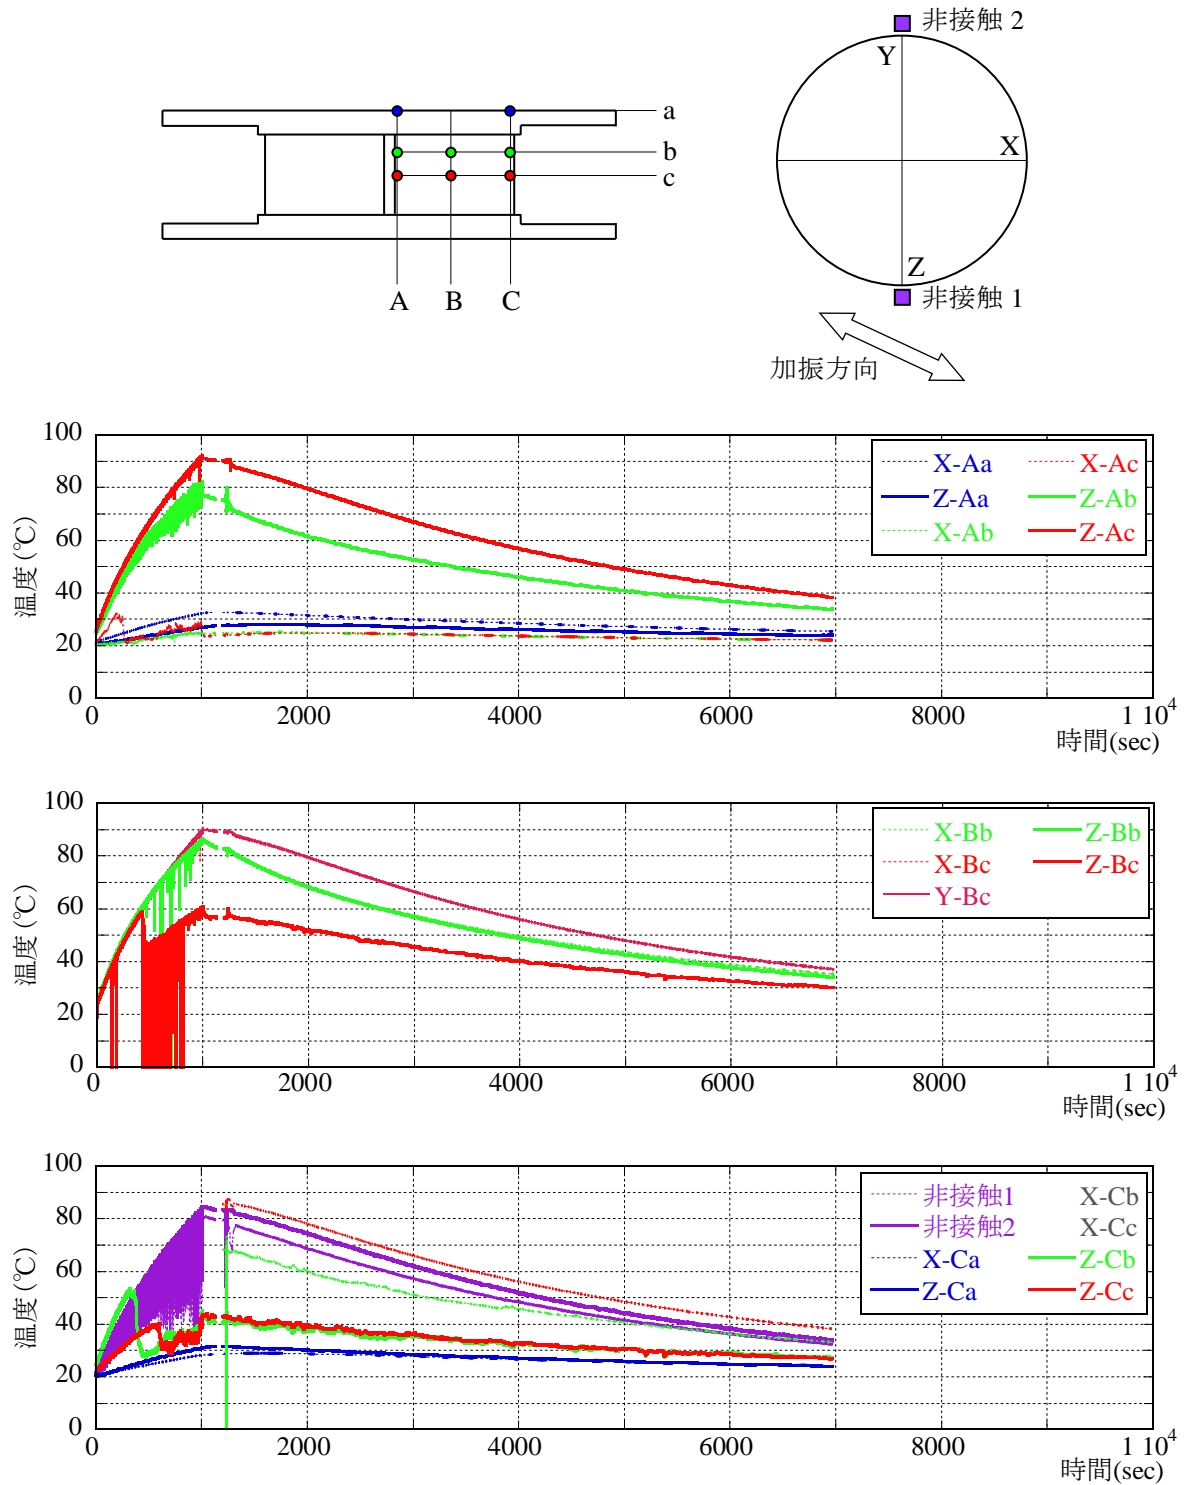 非接触 2
Y
X
Z
非接触 1
加振方向
a
b
c
A B C
100
80
60
40
20
0
温度 (℃)
0 2000 4000 6000 8000 1 10⁴
時間(sec)
X-Aa X-Ac
Z-Aa Z-Ab
X-Ab Z-Ac
100
80
60
40
20
0
温度 (℃)
0 2000 4000 6000 8000 1 10⁴
時間(sec)
X-Bb Z-Bb
X-Bc Z-Bc
Y-Bc
100
80
60
40
20
0
温度 (℃)
0 2000 4000 6000 8000 1 10⁴
時間(sec)
非接触1 X-Cb
非接触2 X-Cc
X-Ca Z-Cb
Z-Ca Z-Cc